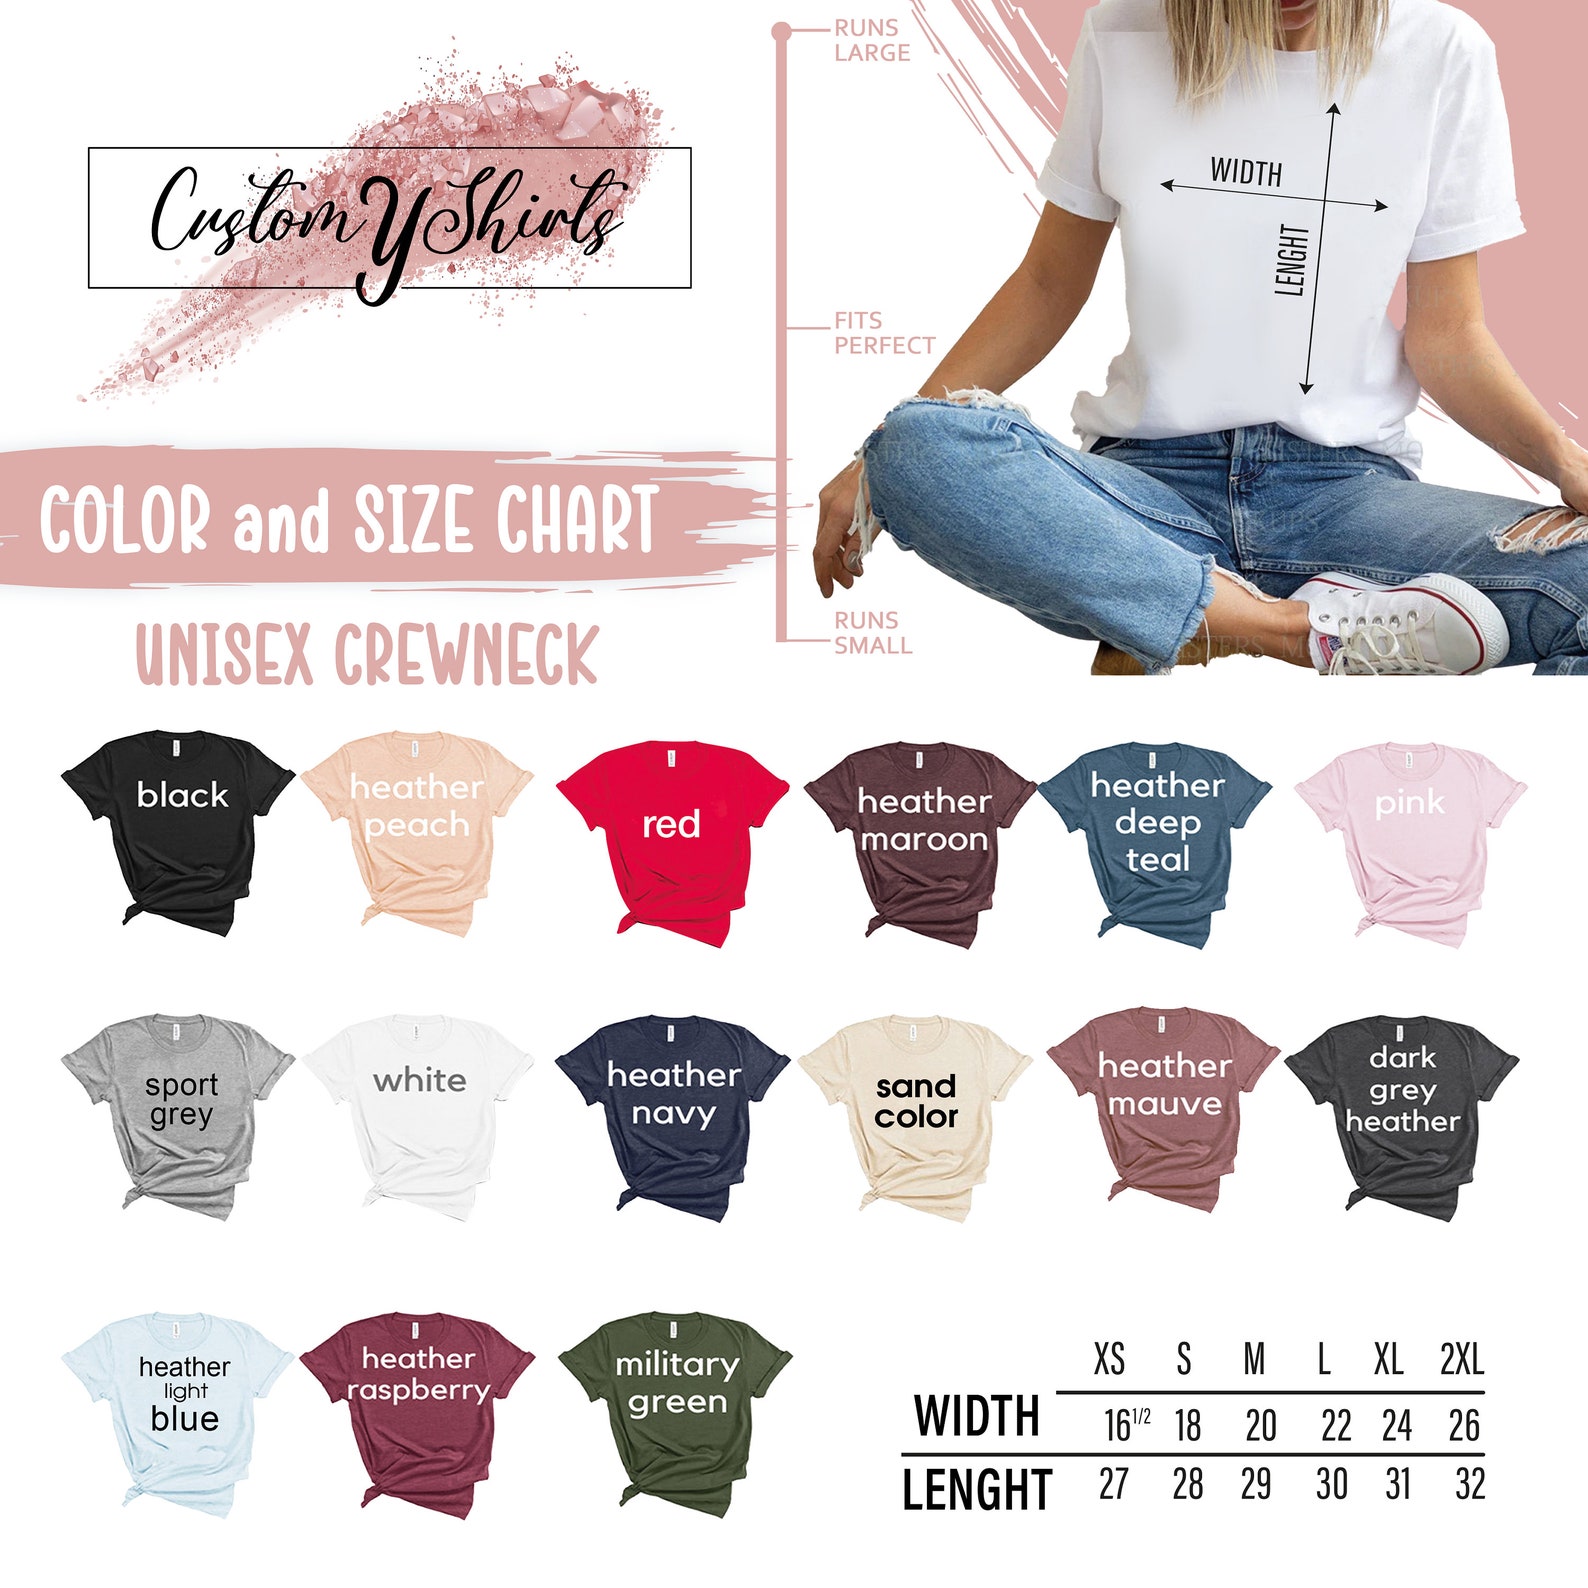 Custom Y Shirts
COLOR and SIZE CHART
UNISEX CREWNECK
RUNS
LARGE
FITS
PERFECT
RUNS
SMALL
WIDTH
LENGHT
black
heather
peach
red
heather
maroon
heather
deep
teal
pink
sport
grey
white
heather
navy
sand
color
heather
mauve
dark
grey
heather
heather
light
blue
heather
raspberry
military
green
XS S M L XL 2XL
WIDTH 16 1/2 18 20 22 24 26
LENGHT 27 28 29 30 31 32